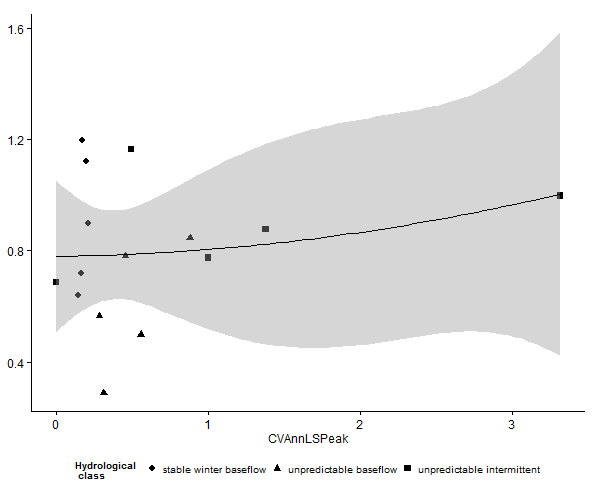 1.6
1.2
0.8
0.4
0 1 2 3
CVAnnLSPeak
Hydrological
class
stable winter baseflow unpredictable baseflow unpredictable intermittent